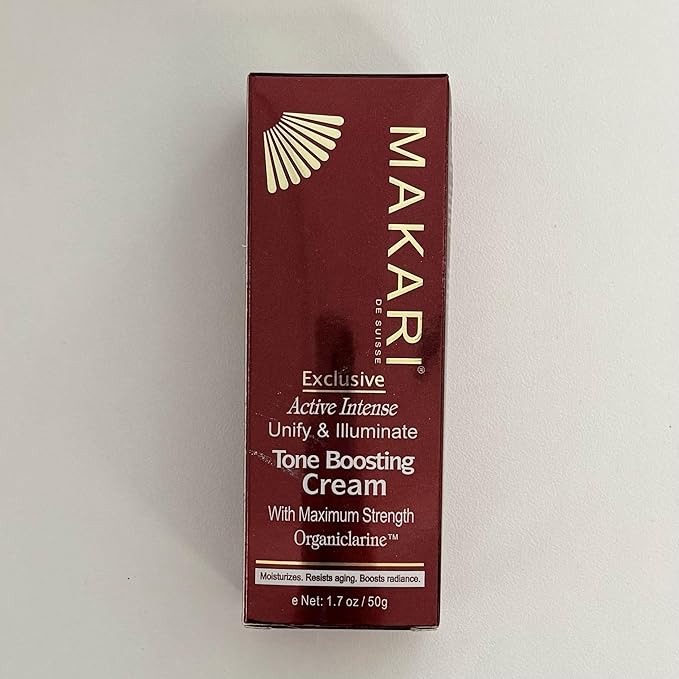 MAKARI®
DE SUISSE
Exclusive
Active Intense
Unify & Illuminate
Tone Boosting
Cream
With Maximum Strength
Organiclarine™
Moisturizes. Resists aging. Boosts radiance.
e Net: 1.7 oz / 50g